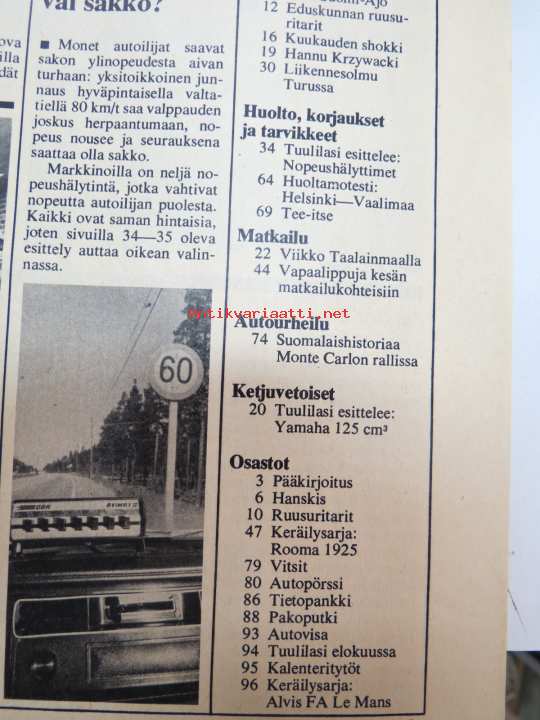 vai sakko?
ova
illa
dät
■ Monet autoilijat saavat
sakon ylinopeudesta aivan
turhaan: yksitoikkoinen jun-
naus hyväpintaisella valta-
tiellä 80 km/t saa valppauden
joskus herpaantumaan, no-
peus nousee ja seurauksena
saattaa olla sakko.
Markkinoilla on neljä no-
peushälytintä, jotka vahtivat
nopeutta autoilijan puolesta.
Kaikki ovat saman hintaisia,
joten sivuilla 34—35 oleva
esittely auttaa oikean valin-
nassa.
60
12 Eduskunnan ruusu-
ritarit
16 Kuukauden shokki
19 Hannu Krzywacki
30 Liikennesolmu
Turussa
Huolto, korjaukset
ja tarvikkeet
34 Tuulilasi esittelee:
Nopeushälyttimet
64 Huoltamotesti:
Helsinki—Vaalimaa
69 Tee-itse
Matkailu
22 Viikko Taalainmaalla
44 Vapaalippuja kesän
matkailukohteisiin
Antikvariaatti.net
Autourheilu
74 Suomalaishistoriaa
Monte Carlon rallissa
Ketjuvetoiset
20 Tuulilasi esittelee:
Yamaha 125 cm³
Osastot
3 Pääkirjoitus
6 Hanskis
10 Ruusuritarit
47 Keräilysarja:
Rooma 1925
79 Vitsit
80 Autopörssi
86 Tietopankki
88 Pakoputki
93 Autovisa
94 Tuulilasi elokuussa
95 Kalenteritytöt
96 Keräilysarja:
Alvis FA Le Mans